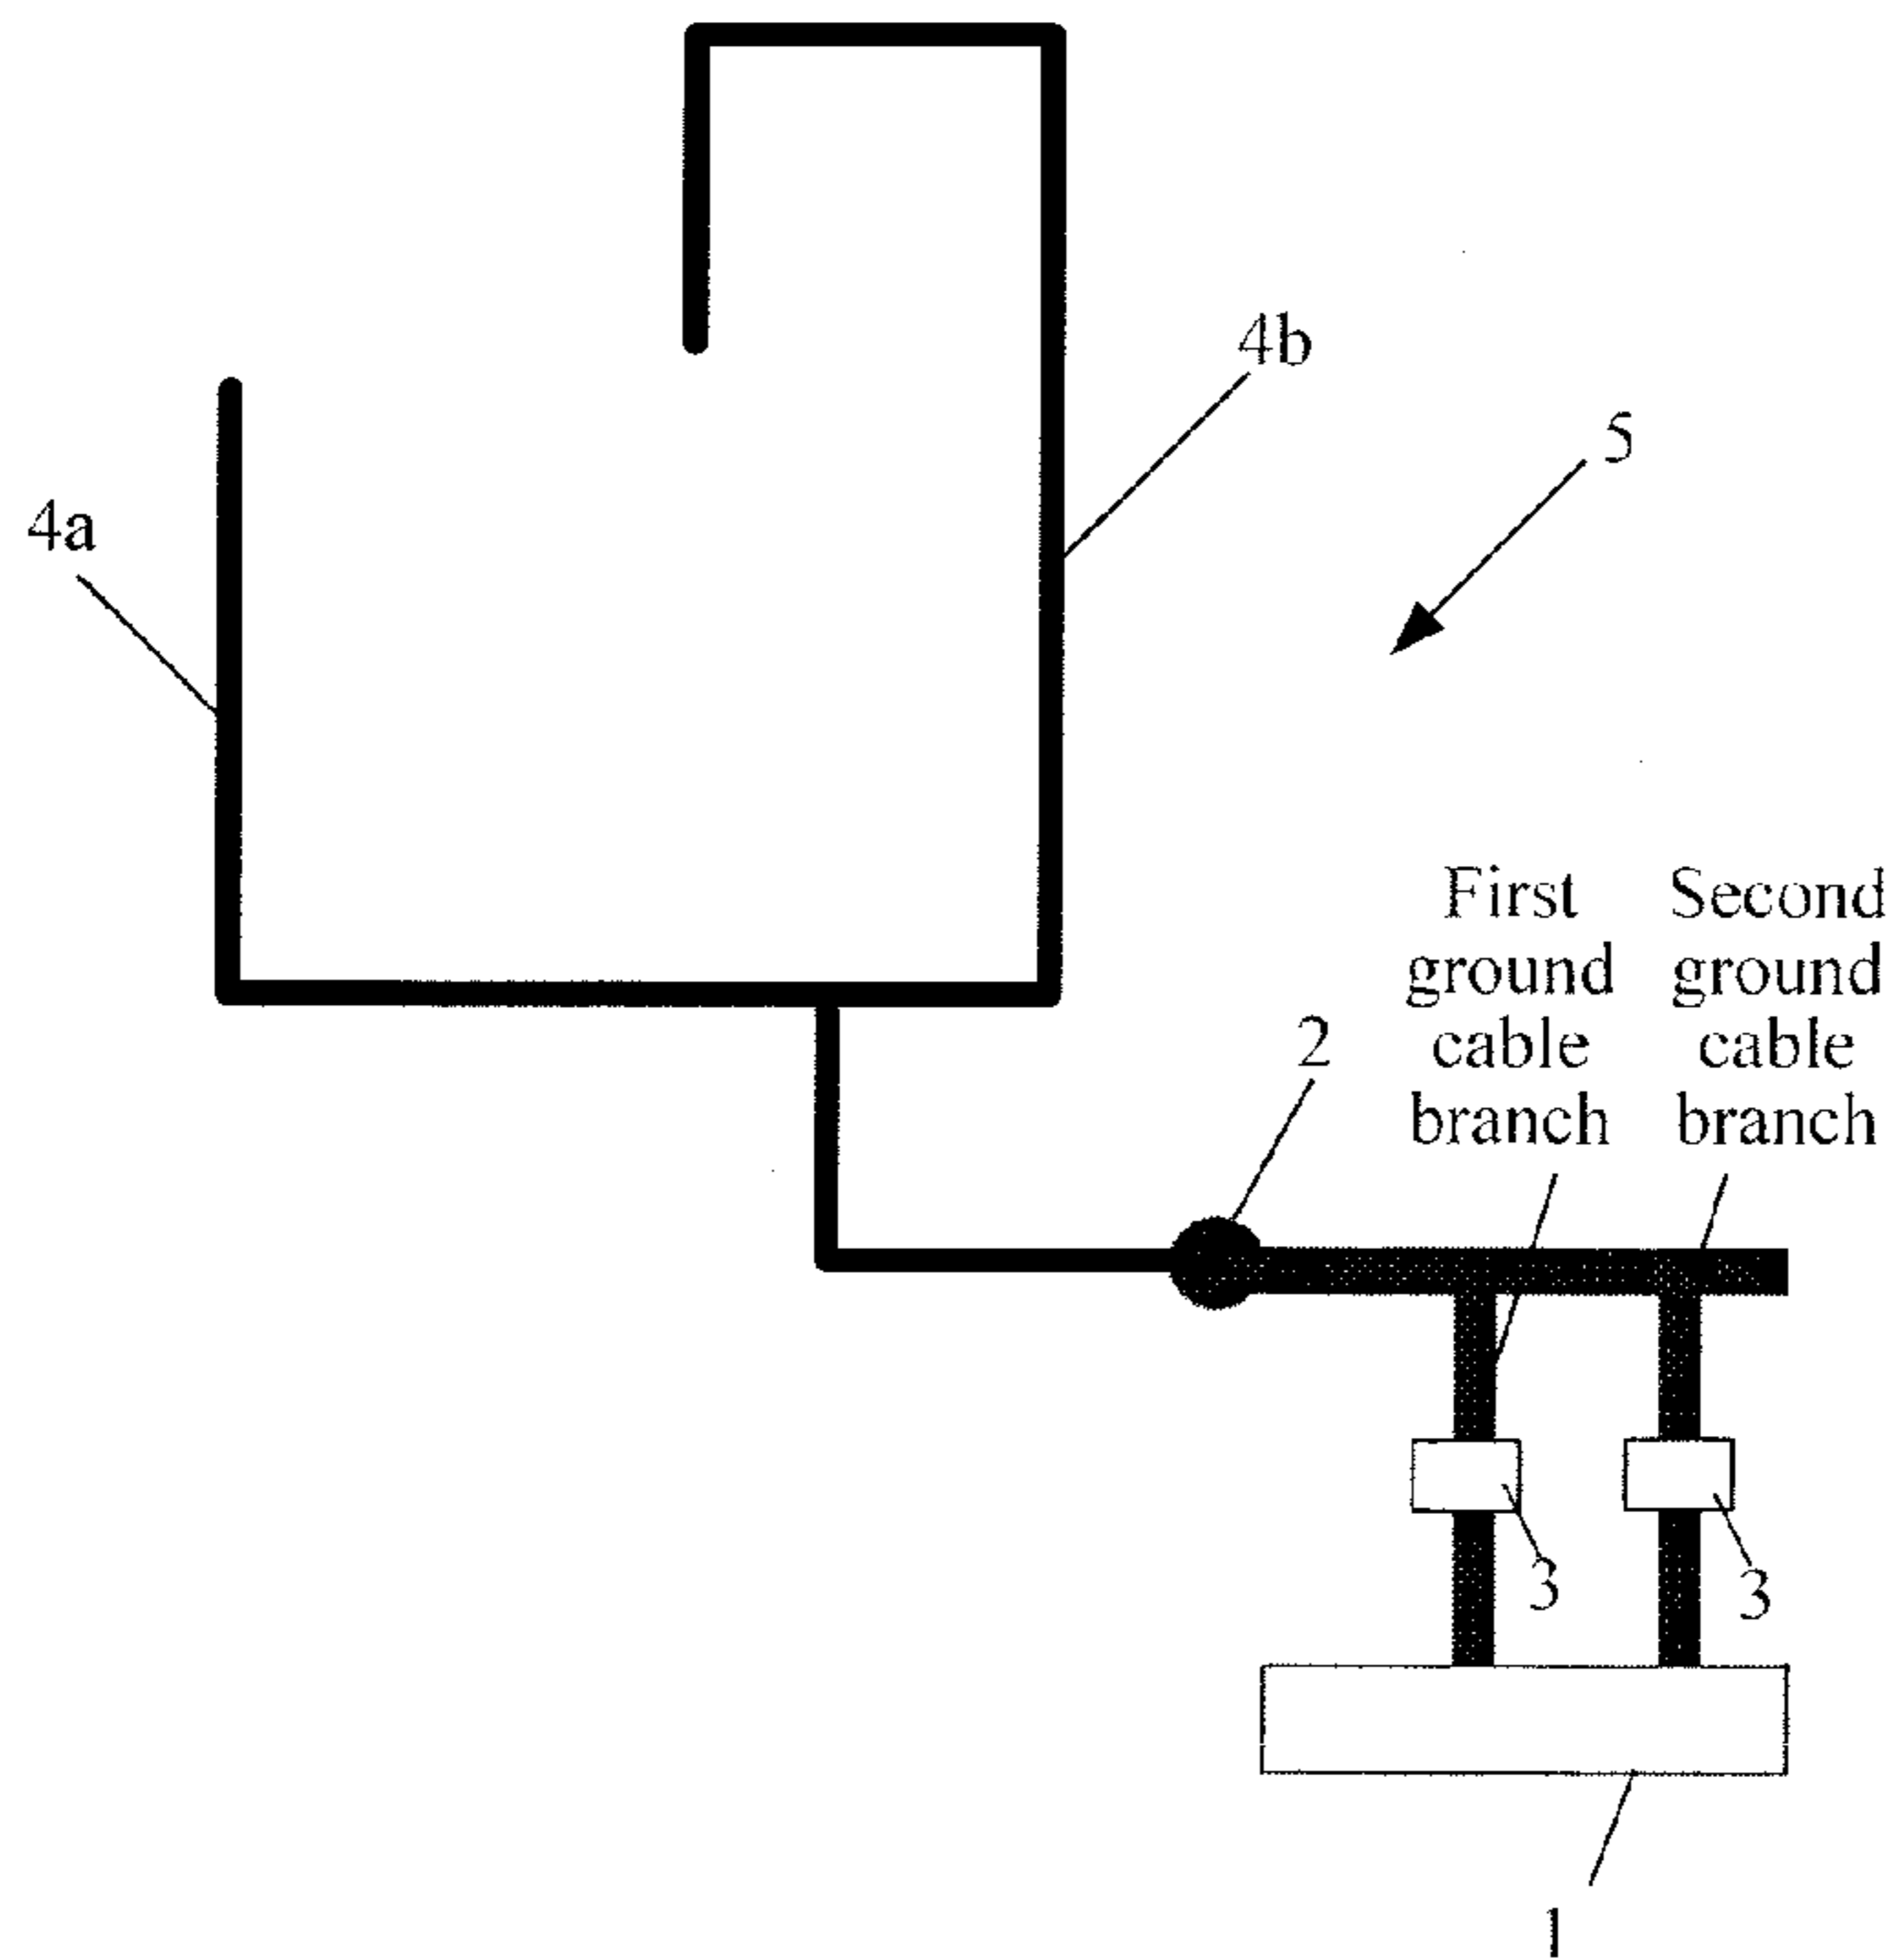 4b
5
4a
First
ground
cable
branch
Second
ground
cable
branch
2
3
3
1